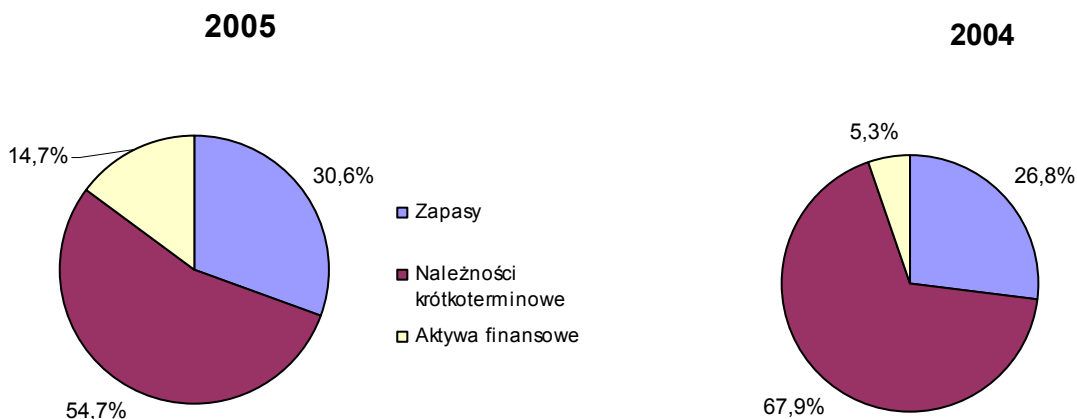 2005
14,7%
30,6%
54,7%
Zapasy
Należności
krótkoterminowe
Aktywa finansowe
2004
5,3%
26,8%
67,9%